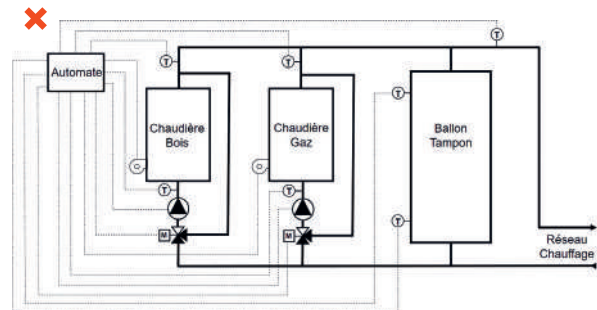 T
T
T
Automate
T
Chaudière
Bois
Chaudière
Gaz
Ballon
Tampon
T
T
T
M
M
Réseau
Chauffage